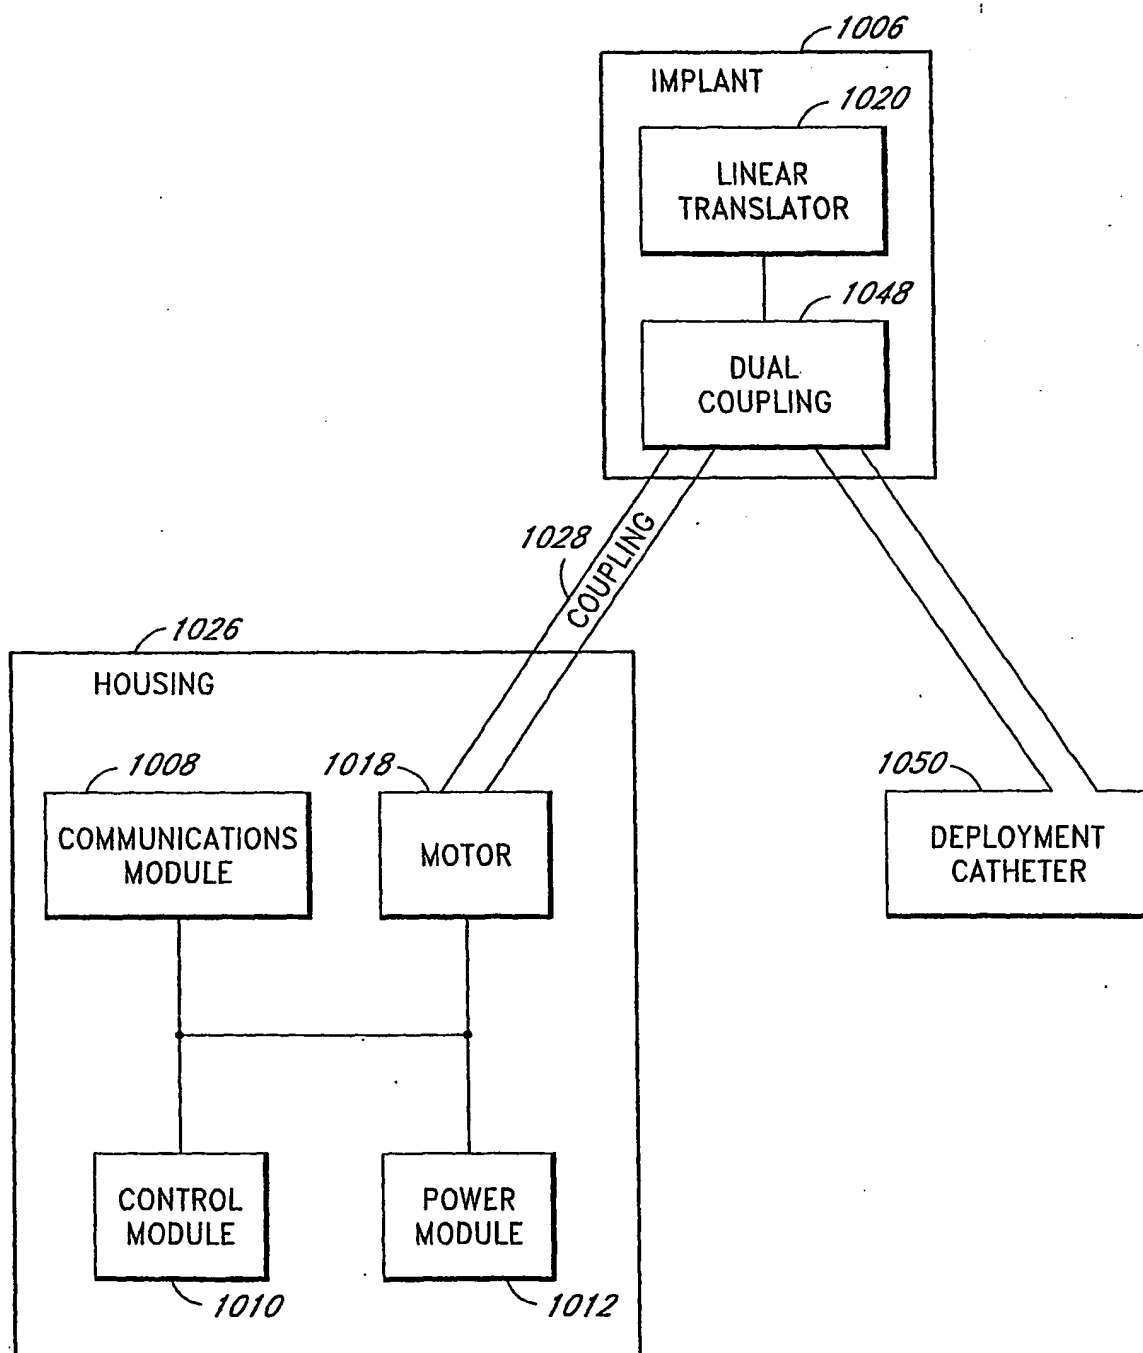 1006
IMPLANT
1020
LINEAR
TRANSLATOR
1048
DUAL
COUPLING
1028
COUPLING
1026
HOUSING
1008
COMMUNICATIONS
MODULE
1018
MOTOR
1050
DEPLOYMENT
CATHETER
CONTROL
MODULE
1010
POWER
MODULE
1012